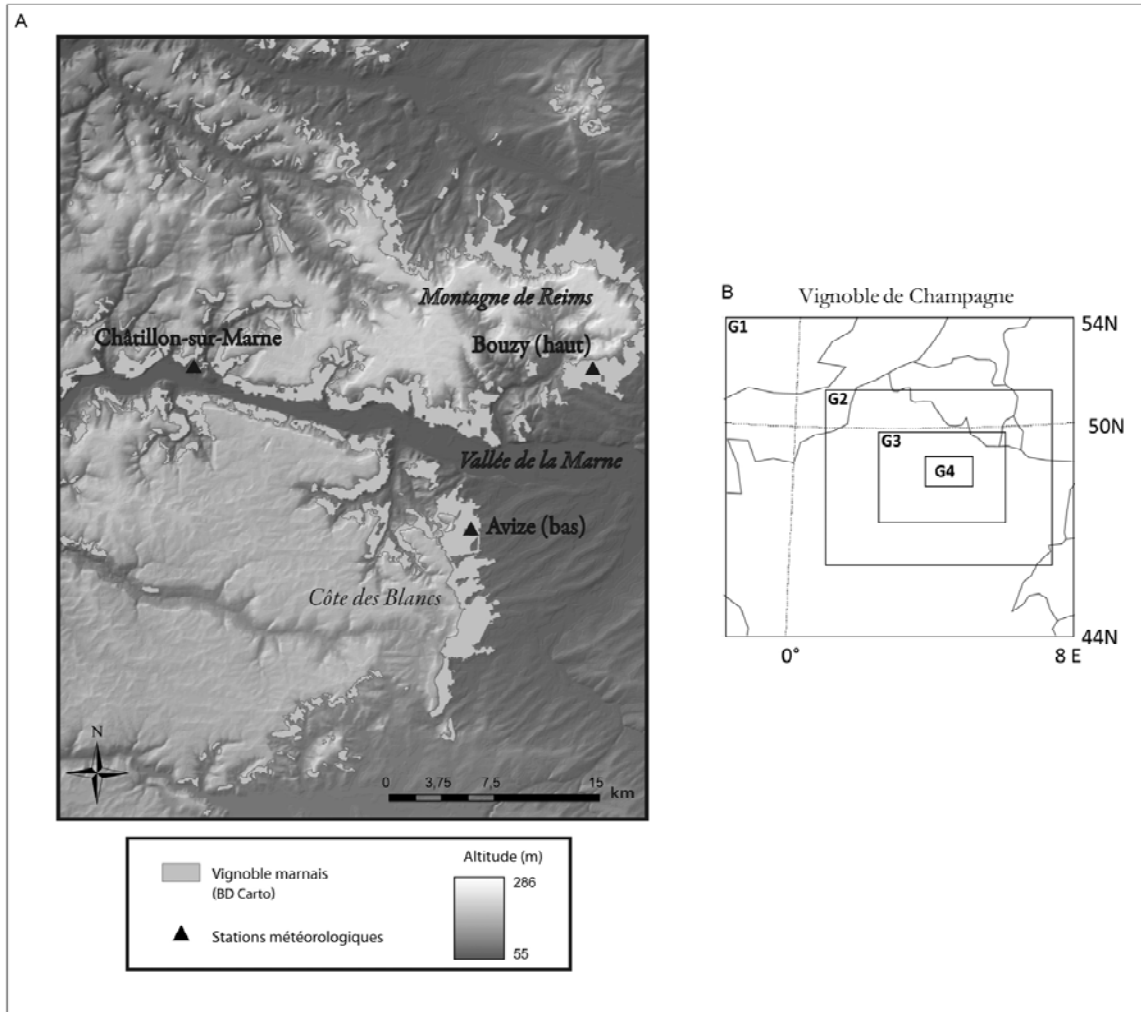 A
Montagne de Reims
Châtillon-sur-Marne
Bouzy (haut)
Vallée de la Marne
Avize (bas)
Côte des Blancs
N
0 3,75 7,5 15
km
Vignoble marnais
(BD Carto)
Stations météorologiques
Altitude (m)
286
55
B
Vignoble de Champagne
G1
54N
G2
50N
G3
G4
44N
0° 8 E